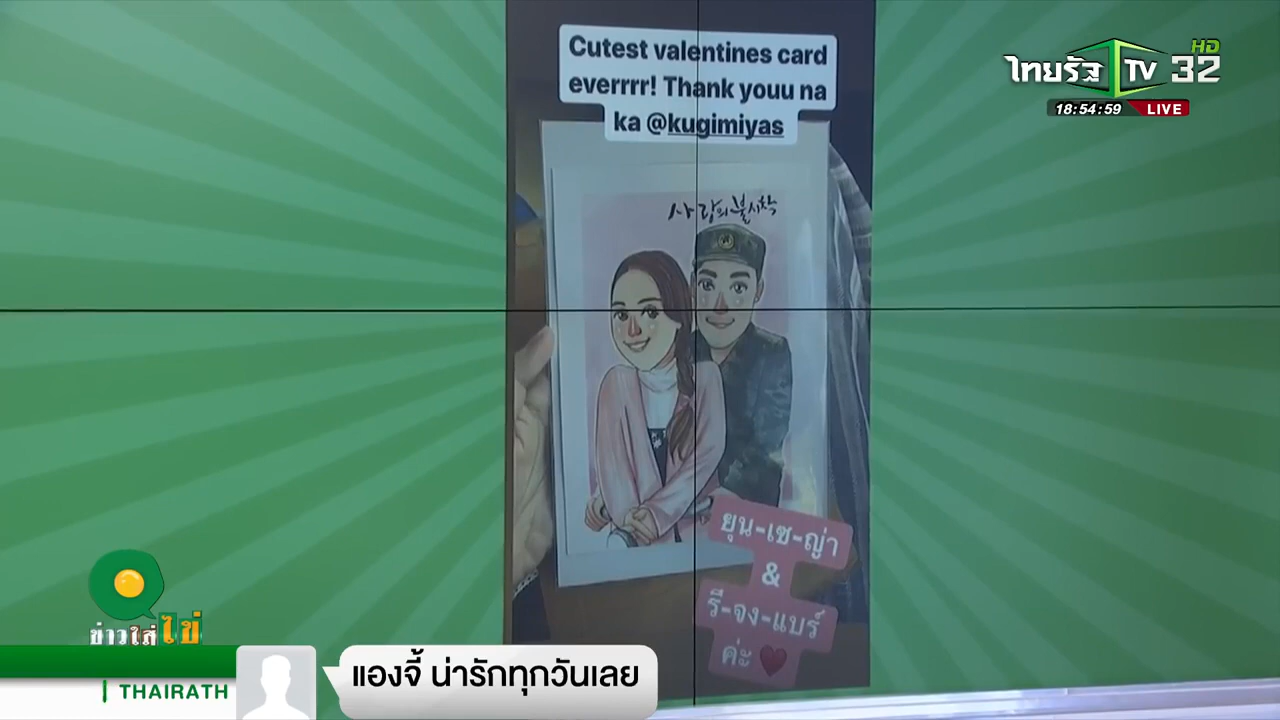 Cutest valentines card
everrrr! Thank youu na
ka @kugimiyas
ไทยรัฐ TV 32 HD
18:54:59 LIVE
사랑의불시착
ยุน-เซ-ญ่า
&
รี-จง-แบร์
ค่ะ
ข่าวใส่ไข่
THAIRATH
แองจี้ น่ารักทุกวันเลย